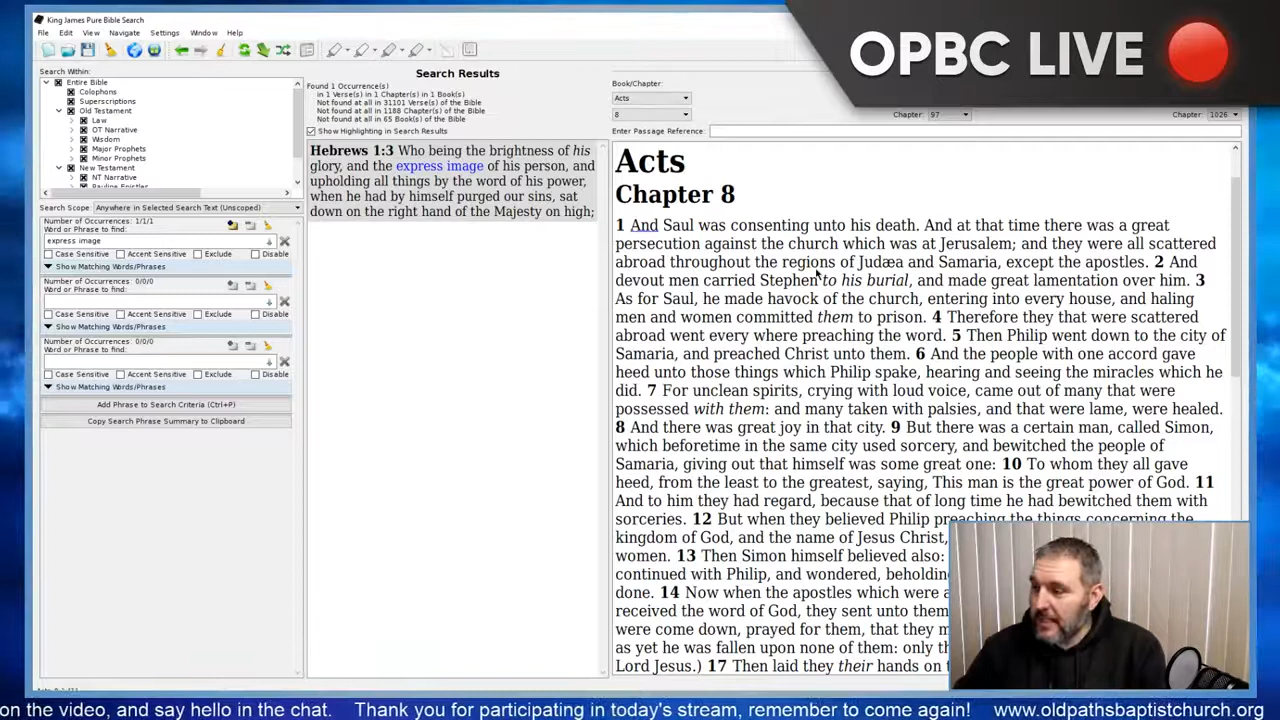 King James Pure Bible Search
File Edit View Navigate Settings Window Help
OPBC LIVE
Search Within:
Entire Bible
Colophons
Superscriptions
Old Testament
Law
OT Narrative
Wisdom
Major Prophets
Minor Prophets
New Testament
NT Narrative
Pauline Epistles
Search Scope: Anywhere in Selected Search Text (Unscoped)
Number of Occurrences: 1/1/1
Word or Phrase to find:
express image
Case Sensitive Accent Sensitive Exclude Disable
Show Matching Words/Phrases
Number of Occurrences: 0/0/0
Word or Phrase to find:
Case Sensitive Accent Sensitive Exclude Disable
Show Matching Words/Phrases
Number of Occurrences: 0/0/0
Word or Phrase to find:
Case Sensitive Accent Sensitive Exclude Disable
Show Matching Words/Phrases
Add Phrase to Search Criteria (Ctrl+P)
Copy Search Phrase Summary to Clipboard
Search Results
Found 1 Occurrence(s)
in 1 Verse(s) in 1 Chapter(s) in 1 Book(s)
Not found at all in 31101 Verse(s) of the Bible
Not found at all in 1188 Chapter(s) of the Bible
Not found at all in 65 Book(s) of the Bible
Show Highlighting in Search Results
Hebrews 1:3 Who being the brightness of his
glory, and the express image of his person, and
upholding all things by the word of his power,
when he had by himself purged our sins, sat
down on the right hand of the Majesty on high;
Book/Chapter:
Acts
8 Chapter: 97 Chapter: 1026
Enter Passage Reference:
Acts
Chapter 8
1 And Saul was consenting unto his death. And at that time there was a great
persecution against the church which was at Jerusalem; and they were all scattered
abroad throughout the regions of Judæa and Samaria, except the apostles. 2 And
devout men carried Stephen to his burial, and made great lamentation over him. 3
As for Saul, he made havock of the church, entering into every house, and haling
men and women committed them to prison. 4 Therefore they that were scattered
abroad went every where preaching the word. 5 Then Philip went down to the city of
Samaria, and preached Christ unto them. 6 And the people with one accord gave
heed unto those things which Philip spake, hearing and seeing the miracles which he
did. 7 For unclean spirits, crying with loud voice, came out of many that were
possessed with them: and many taken with palsies, and that were lame, were healed.
8 And there was great joy in that city. 9 But there was a certain man, called Simon,
which beforetime in the same city used sorcery, and bewitched the people of
Samaria, giving out that himself was some great one: 10 To whom they all gave
heed, from the least to the greatest, saying, This man is the great power of God. 11
And to him they had regard, because that of long time he had bewitched them with
sorceries. 12 But when they believed Philip preaching the things concerning the
kingdom of God, and the name of Jesus Christ,
women. 13 Then Simon himself believed also:
continued with Philip, and wondered, beholding
done. 14 Now when the apostles which were a
received the word of God, they sent unto them
were come down, prayed for them, that they m
as yet he was fallen upon none of them: only th
Lord Jesus.) 17 Then laid they their hands on t
on the video, and say hello in the chat. Thank you for participating in today's stream, remember to come again! www.oldpathsbaptistchurch.org